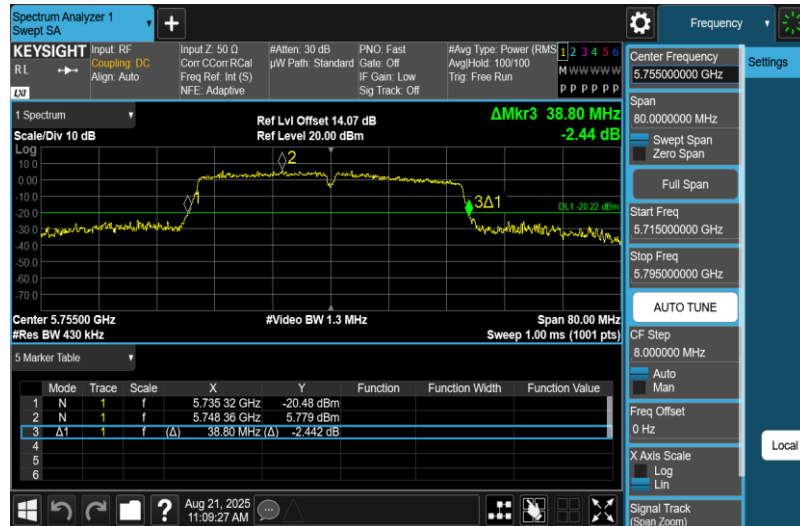 Spectrum Analyzer 1
Swept SA
Frequency
KEYSIGHT
RL
LXI
Input: RF
Coupling: DC
Align: Auto
Input Z: 50 Ω
Corr CCorr RCal
Freq Ref: Int (S)
NFE: Adaptive
#Atten: 30 dB
µW Path: Standard
PNO: Fast
Gate: Off
IF Gain: Low
Sig Track: Off
#Avg Type: Power (RMS
Avg|Hold: 100/100
Trig: Free Run
1 2 3 4 5 6
M W W W W W
P P P P P P
1 Spectrum
Scale/Div 10 dB
Ref Lvl Offset 14.07 dB
Ref Level 20.00 dBm
ΔMkr3 38.80 MHz
-2.44 dB
Log
10.0
0.00
-10.0
-20.0
-30.0
-40.0
-50.0
-60.0
-70.0
1
2
3Δ1
DL1 -20.22 dBm
Center 5.75500 GHz
#Res BW 430 kHz
#Video BW 1.3 MHz
Span 80.00 MHz
Sweep 1.00 ms (1001 pts)
5 Marker Table
Mode Trace Scale X Y Function Function Width Function Value
1 N 1 f 5.735 32 GHz -20.48 dBm
2 N 1 f 5.748 36 GHz 5.779 dBm
3 Δ1 1 f (Δ) 38.80 MHz (Δ) -2.442 dB
4
5
6
?
Aug 21, 2025
11:09:27 AM
Center Frequency
5.755000000 GHz
Span
80.0000000 MHz
Swept Span
Zero Span
Full Span
Start Freq
5.715000000 GHz
Stop Freq
5.795000000 GHz
AUTO TUNE
CF Step
8.000000 MHz
Auto
Man
Freq Offset
0 Hz
X Axis Scale
Log
Lin
Signal Track
(Span Zoom)
Settings
Local